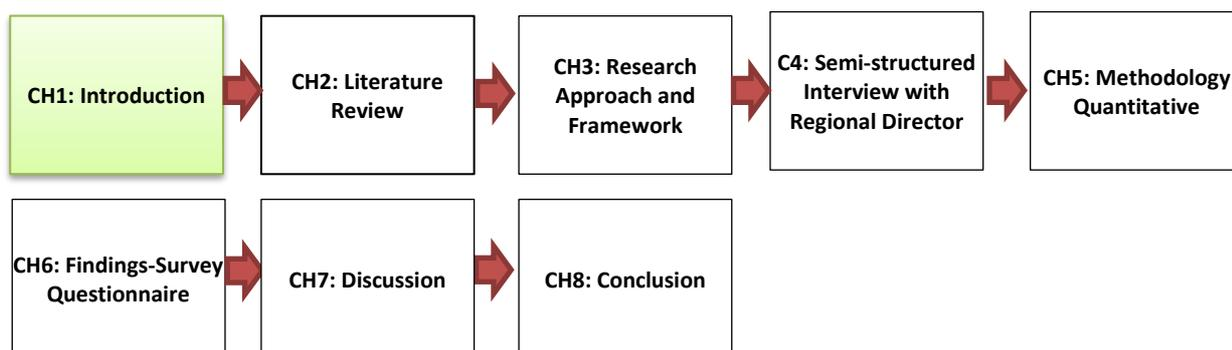 CH1: Introduction
CH2: Literature
Review
CH3: Research
Approach and
Framework
C4: Semi-structured
Interview with
Regional Director
CH5: Methodology
Quantitative
CH6: Findings-Survey
Questionnaire
CH7: Discussion
CH8: Conclusion